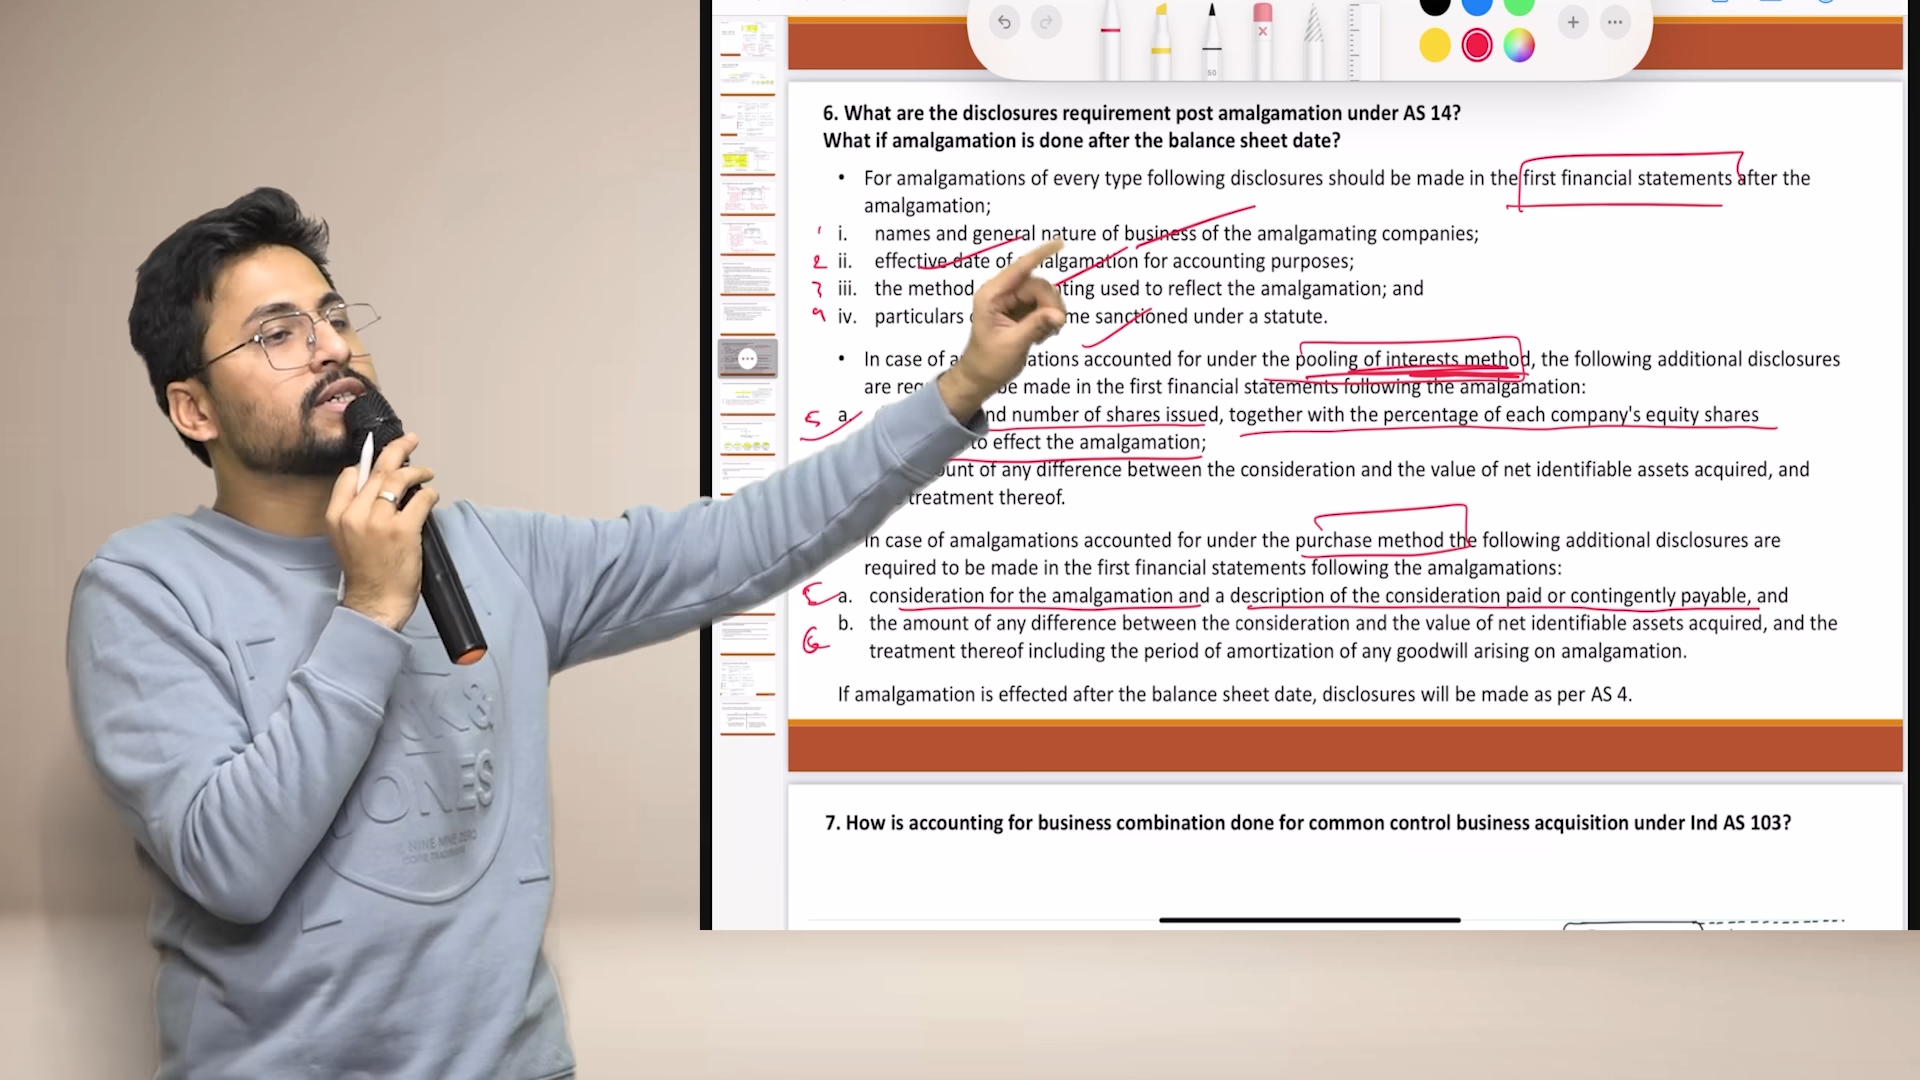 50
6. What are the disclosures requirement post amalgamation under AS 14?
What if amalgamation is done after the balance sheet date?
• For amalgamations of every type following disclosures should be made in the first financial statements after the
amalgamation;
i. names and general nature of business of the amalgamating companies;
2 ii. effective date of amalgamation for accounting purposes;
3 iii. the method used to reflect the amalgamation; and
iv. particulars sanctioned under a statute.
• In case of accounted for under the pooling of interests method, the following additional disclosures
are be made in the first financial statements following the amalgamation:
5 a. number of shares issued, together with the percentage of each company's equity shares
to effect the amalgamation;
of any difference between the consideration and the value of net identifiable assets acquired, and
treatment thereof.
In case of amalgamations accounted for under the purchase method the following additional disclosures are
required to be made in the first financial statements following the amalgamations:
a. consideration for the amalgamation and a description of the consideration paid or contingently payable, and
6 b. the amount of any difference between the consideration and the value of net identifiable assets acquired, and the
treatment thereof including the period of amortization of any goodwill arising on amalgamation.
If amalgamation is effected after the balance sheet date, disclosures will be made as per AS 4.
7. How is accounting for business combination done for common control business acquisition under Ind AS 103?
JONES